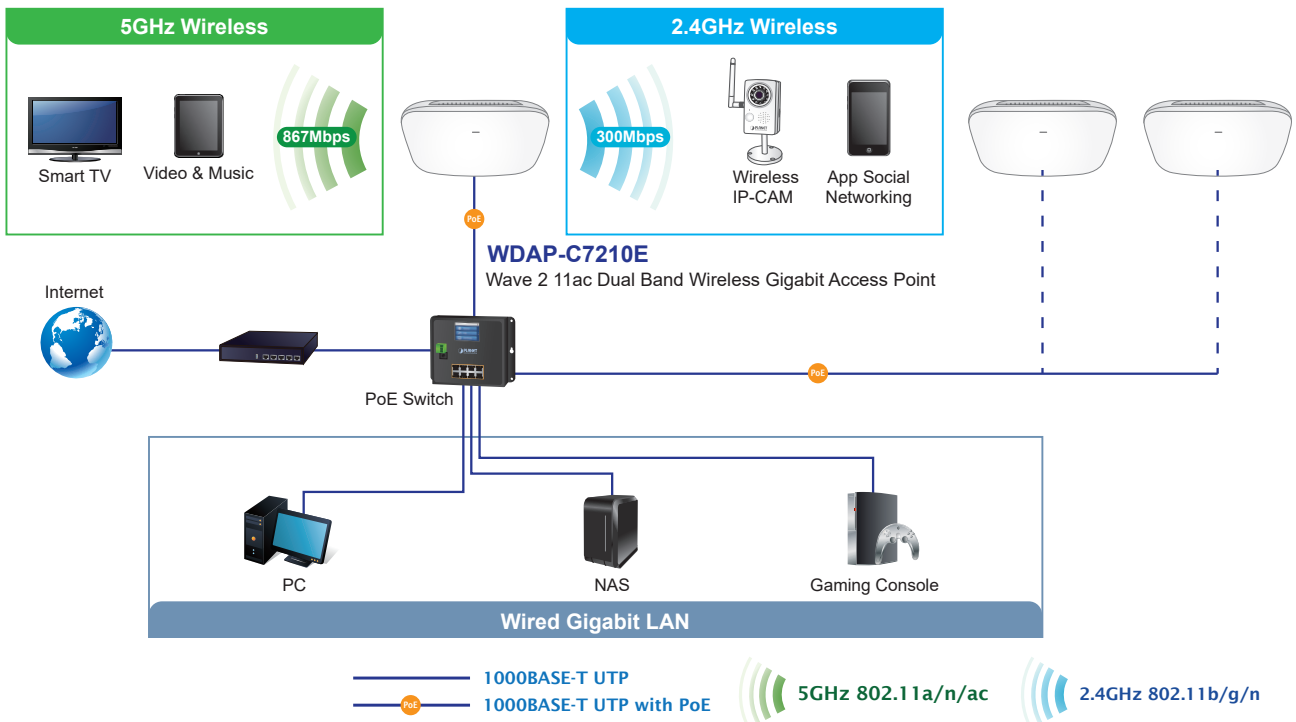 5GHz Wireless
2.4GHz Wireless
867Mbps
300Mbps
Smart TV
Video & Music
Wireless
IP-CAM
App Social
Networking
PoE
WDAP-C7210E
Wave 2 11ac Dual Band Wireless Gigabit Access Point
Internet
PLANET
PoE Switch
PoE
PC
NAS
Gaming Console
Wired Gigabit LAN
1000BASE-T UTP
PoE
1000BASE-T UTP with PoE
5GHz 802.11a/n/ac
2.4GHz 802.11b/g/n